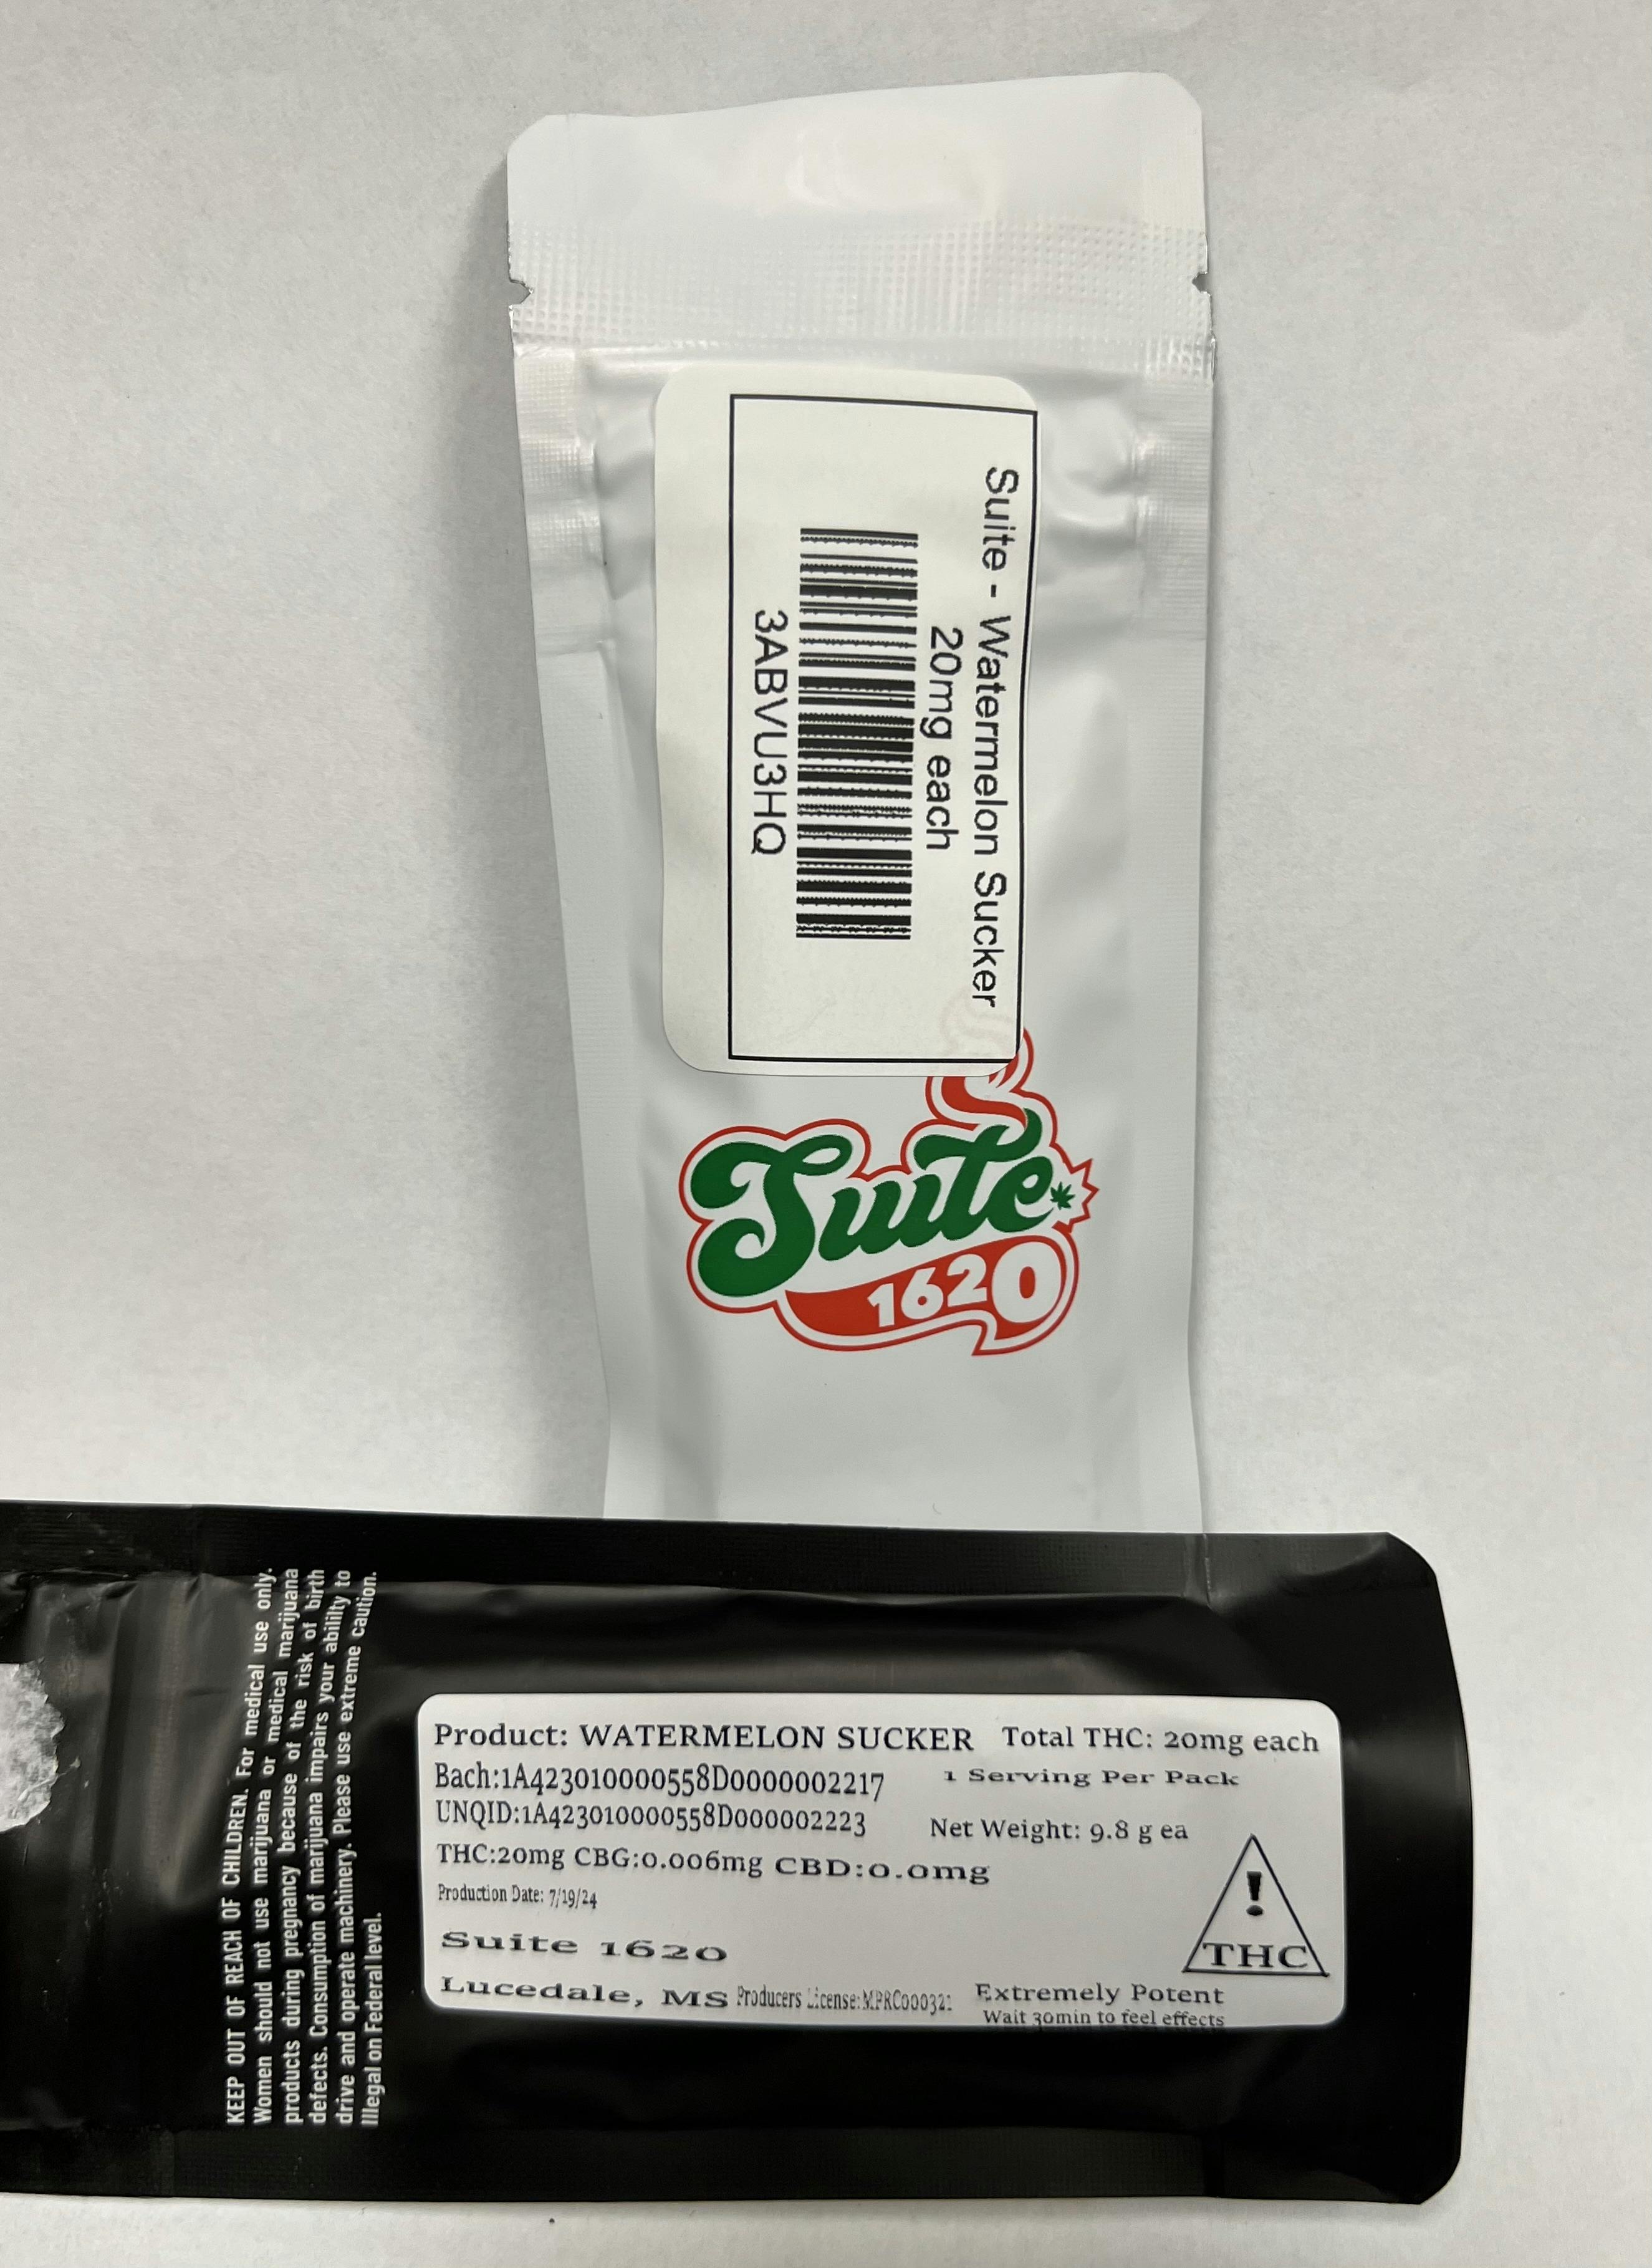 Suite - Watermelon Sucker
20mg each
3ABVU3HQ
Suite
1620
KEEP OUT OF REACH OF CHILDREN. For medical use only.
Women should not use marijuana or medical marijuana
products during pregnancy because of the risk of birth
defects. Consumption of marijuana impairs your abililty to
drive and operate machinery. Please use extreme caution.
Illegal on Federal level.
Product: WATERMELON SUCKER Total THC: 20mg each
Bach:1A423010000558D0000002217 1 Serving Per Pack
UNQID:1A423010000558D000002223 Net Weight: 9.8 g ea
THC:20mg CBG:0.006mg CBD:0.0mg
Production Date: 7/19/24
!
THC
Suite 1620
Lucedale, MS Producers License:MPRC000321 Extremely Potent
Wait 30min to feel effects